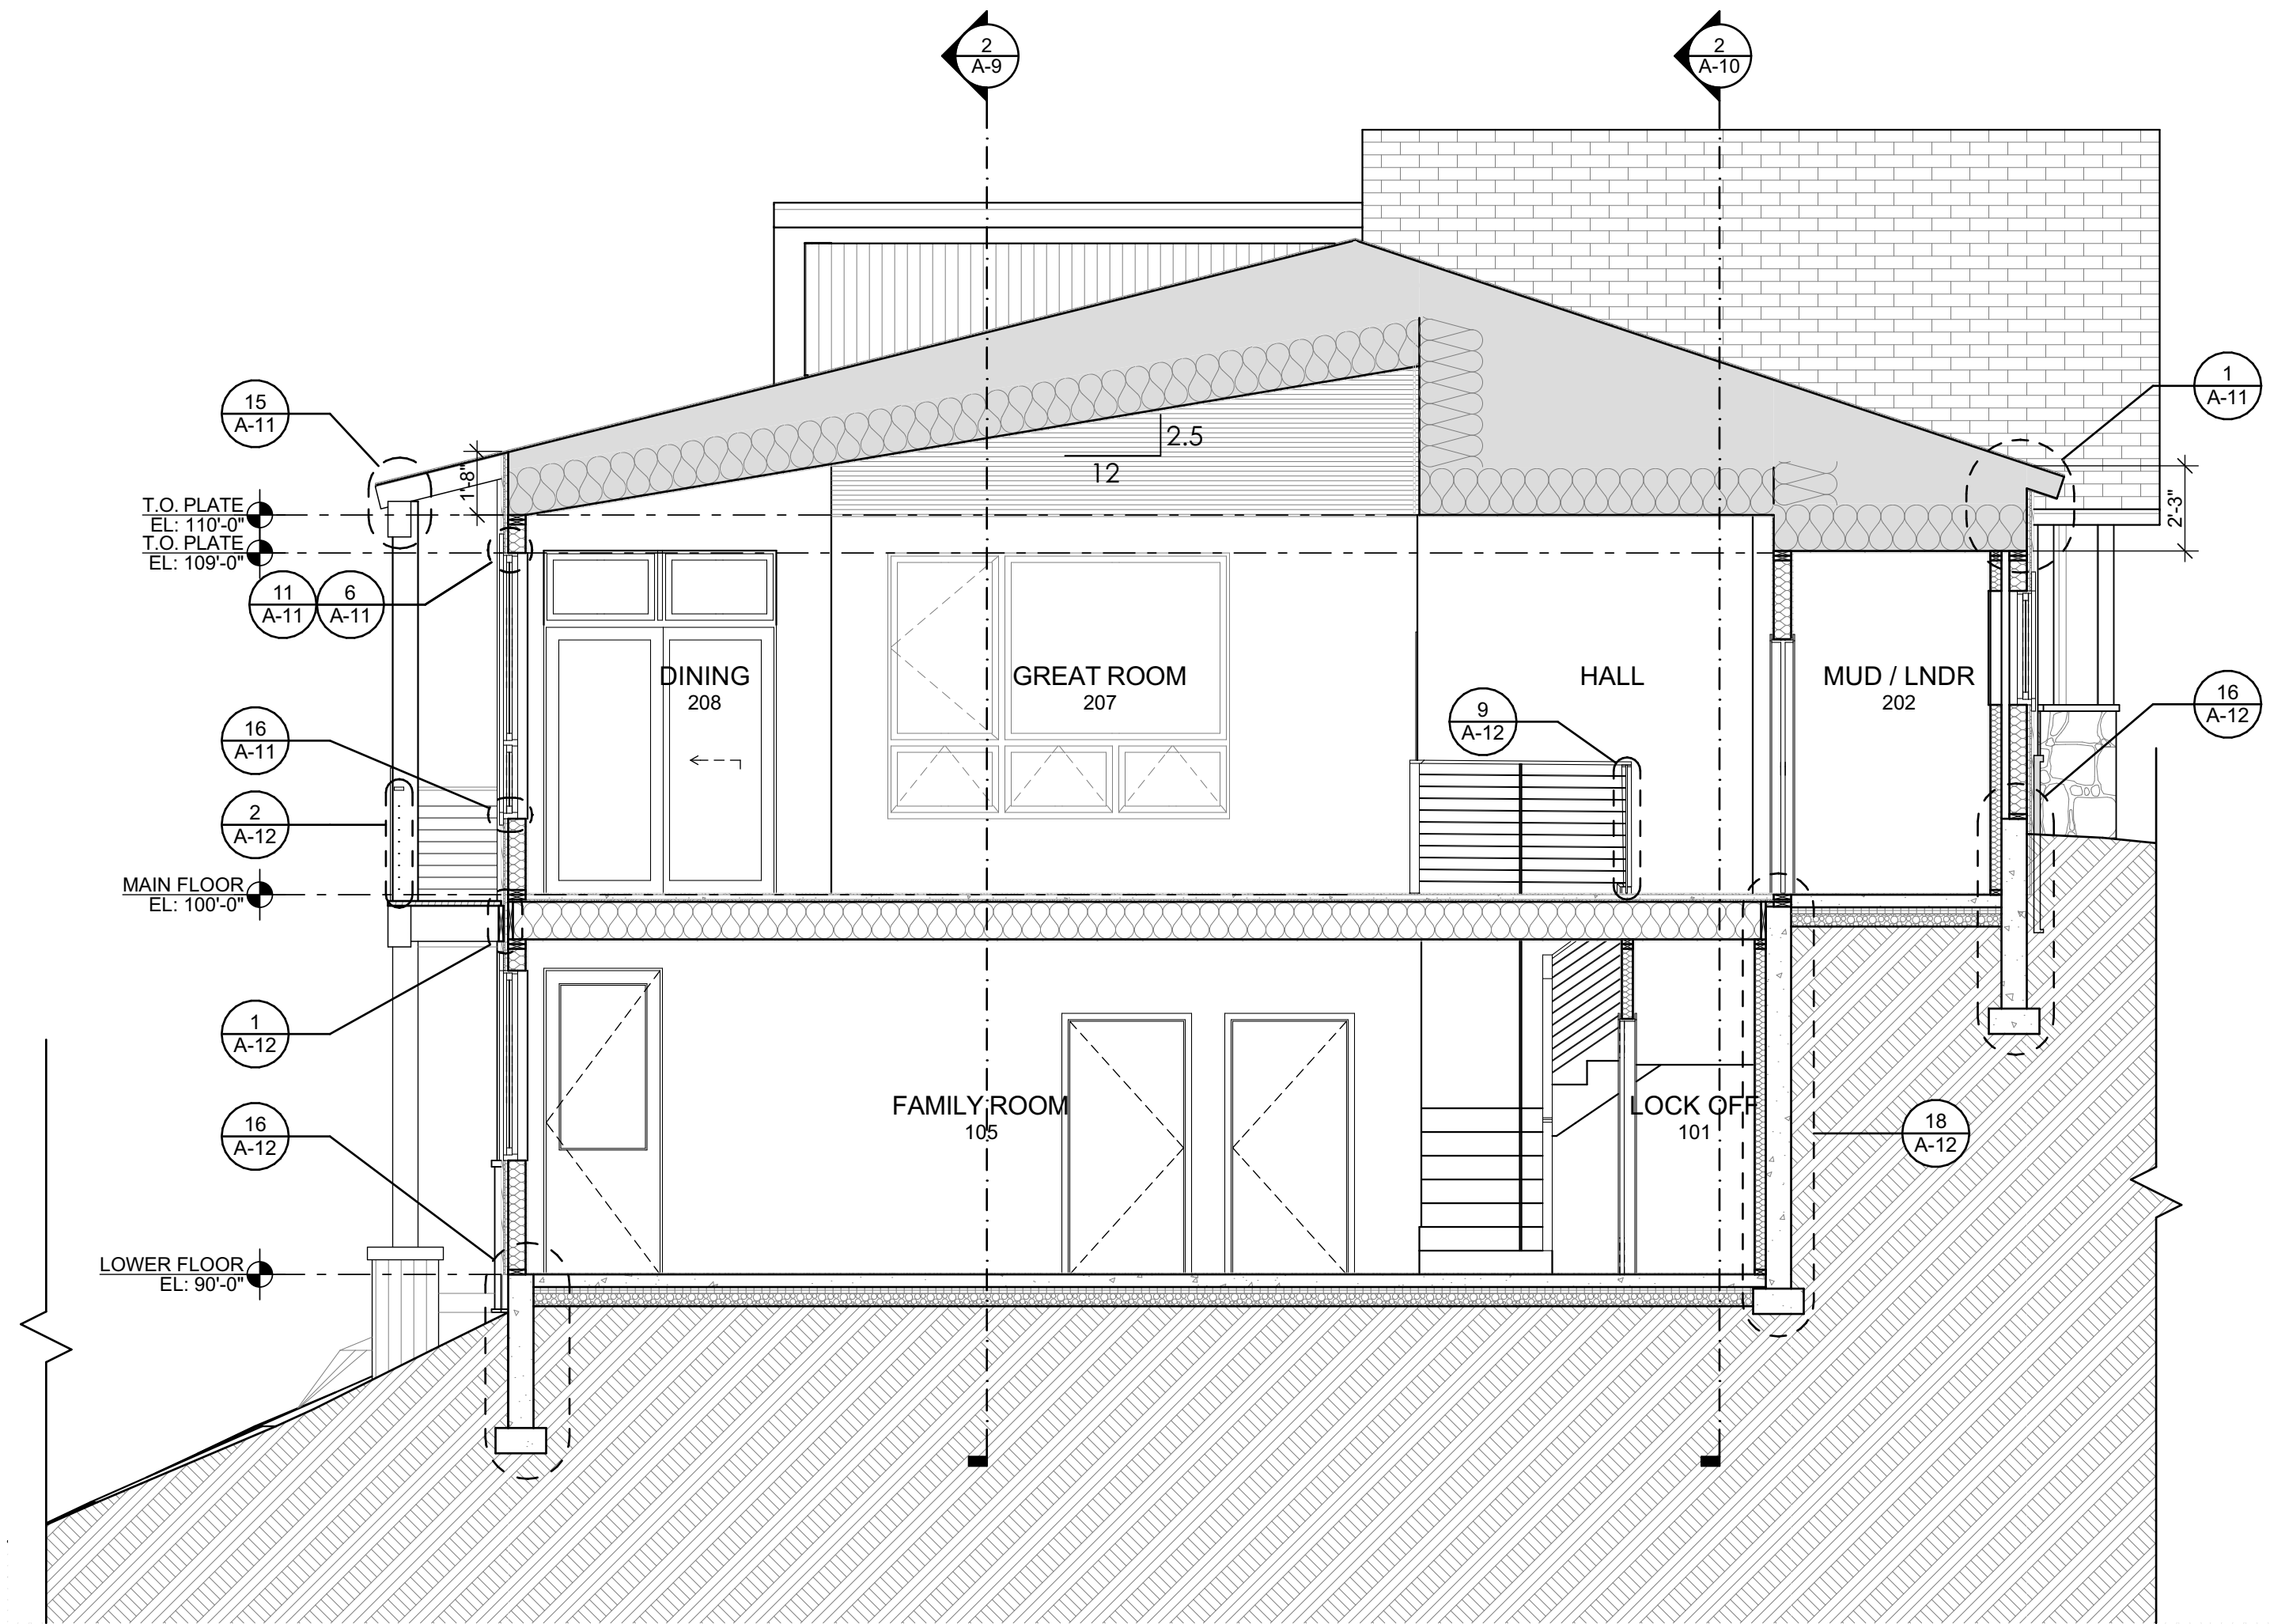 2
A-9
2
A-10
15
A-11
1
A-11
2.5
12
1'-8"
2'-3"
T.O. PLATE
EL: 110'-0"
T.O. PLATE
EL: 109'-0"
11
A-11
6
A-11
DINING
208
GREAT ROOM
207
HALL
MUD / LNDR
202
9
A-12
16
A-12
16
A-11
2
A-12
MAIN FLOOR
EL: 100'-0"
1
A-12
FAMILY ROOM
105
LOCK OFF
101
18
A-12
16
A-12
LOWER FLOOR
EL: 90'-0"